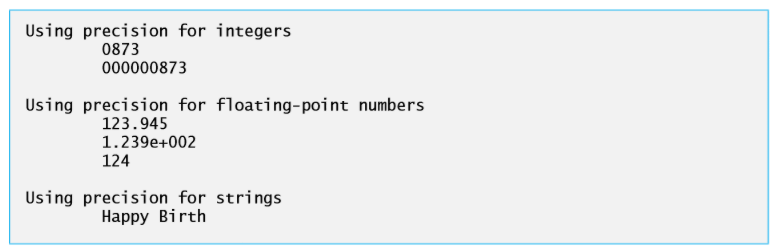 Using precision for integers
0873
000000873
Using precision for floating-point numbers
123.945
1.239e+002
124
Using precision for strings
Happy Birth